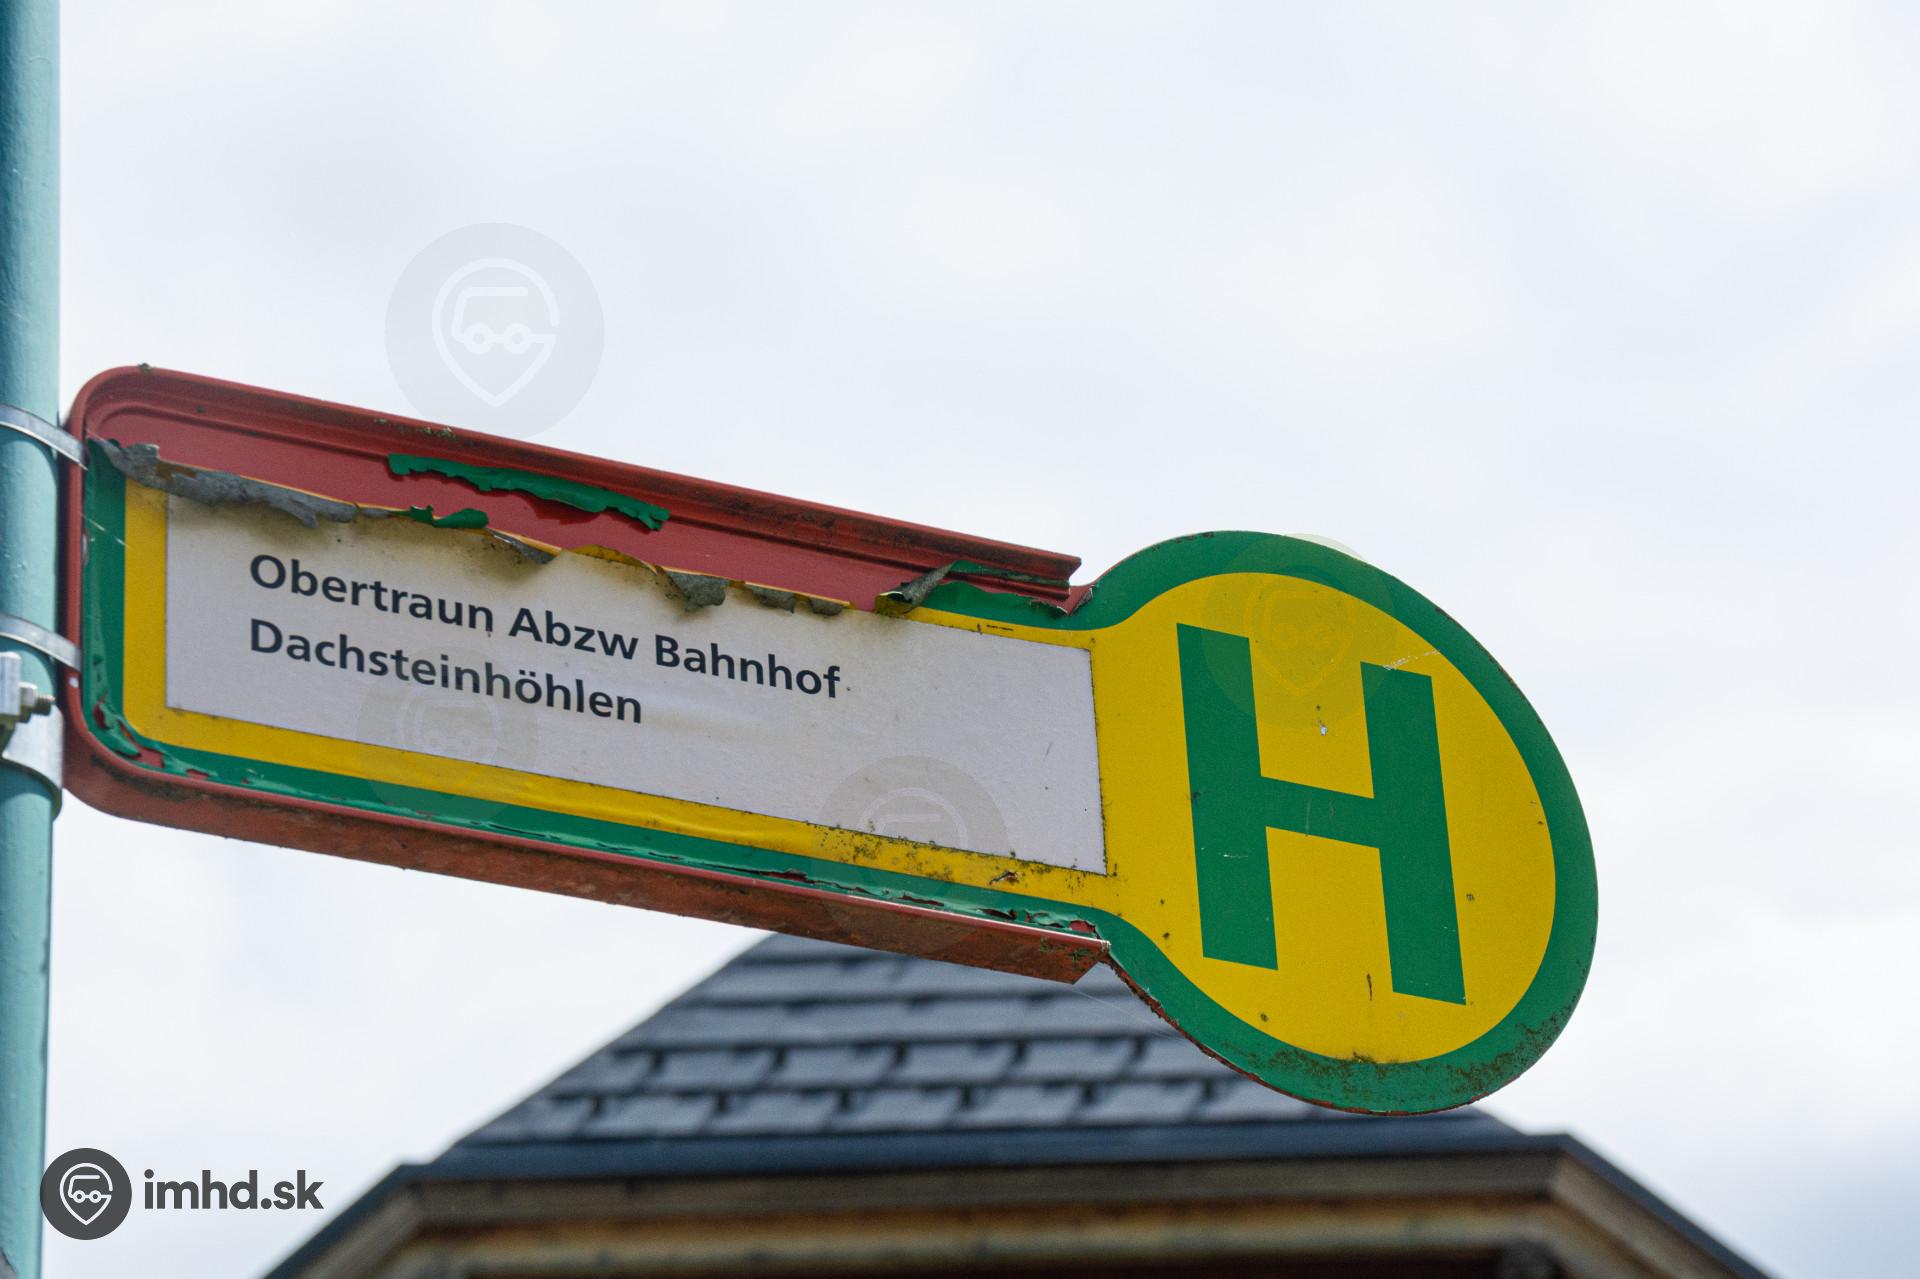 Obertraun Abzw Bahnhof
Dachsteinhöhlen
H
imhd.sk